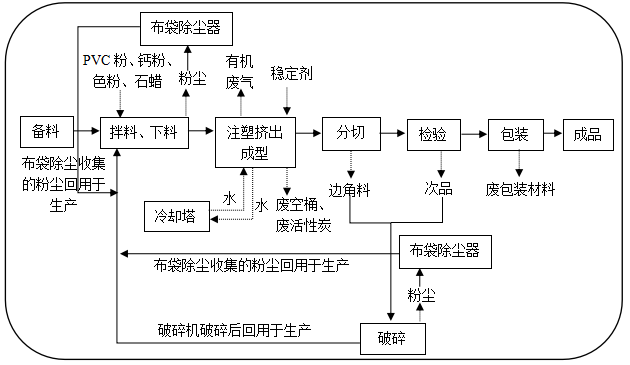 布袋除尘器
PVC 粉、钙粉、
色粉、石蜡
粉尘
有机
废气
稳定剂
备料
拌料、下料
注塑挤出
成型
分切
检验
包装
成品
布袋除尘收集
的粉尘回用于
生产
水
水
冷却塔
废空桶、
废活性炭
边角料
次品
废包装材料
布袋除尘器
布袋除尘收集的粉尘回用于生产
粉尘
破碎机破碎后回用于生产
破碎